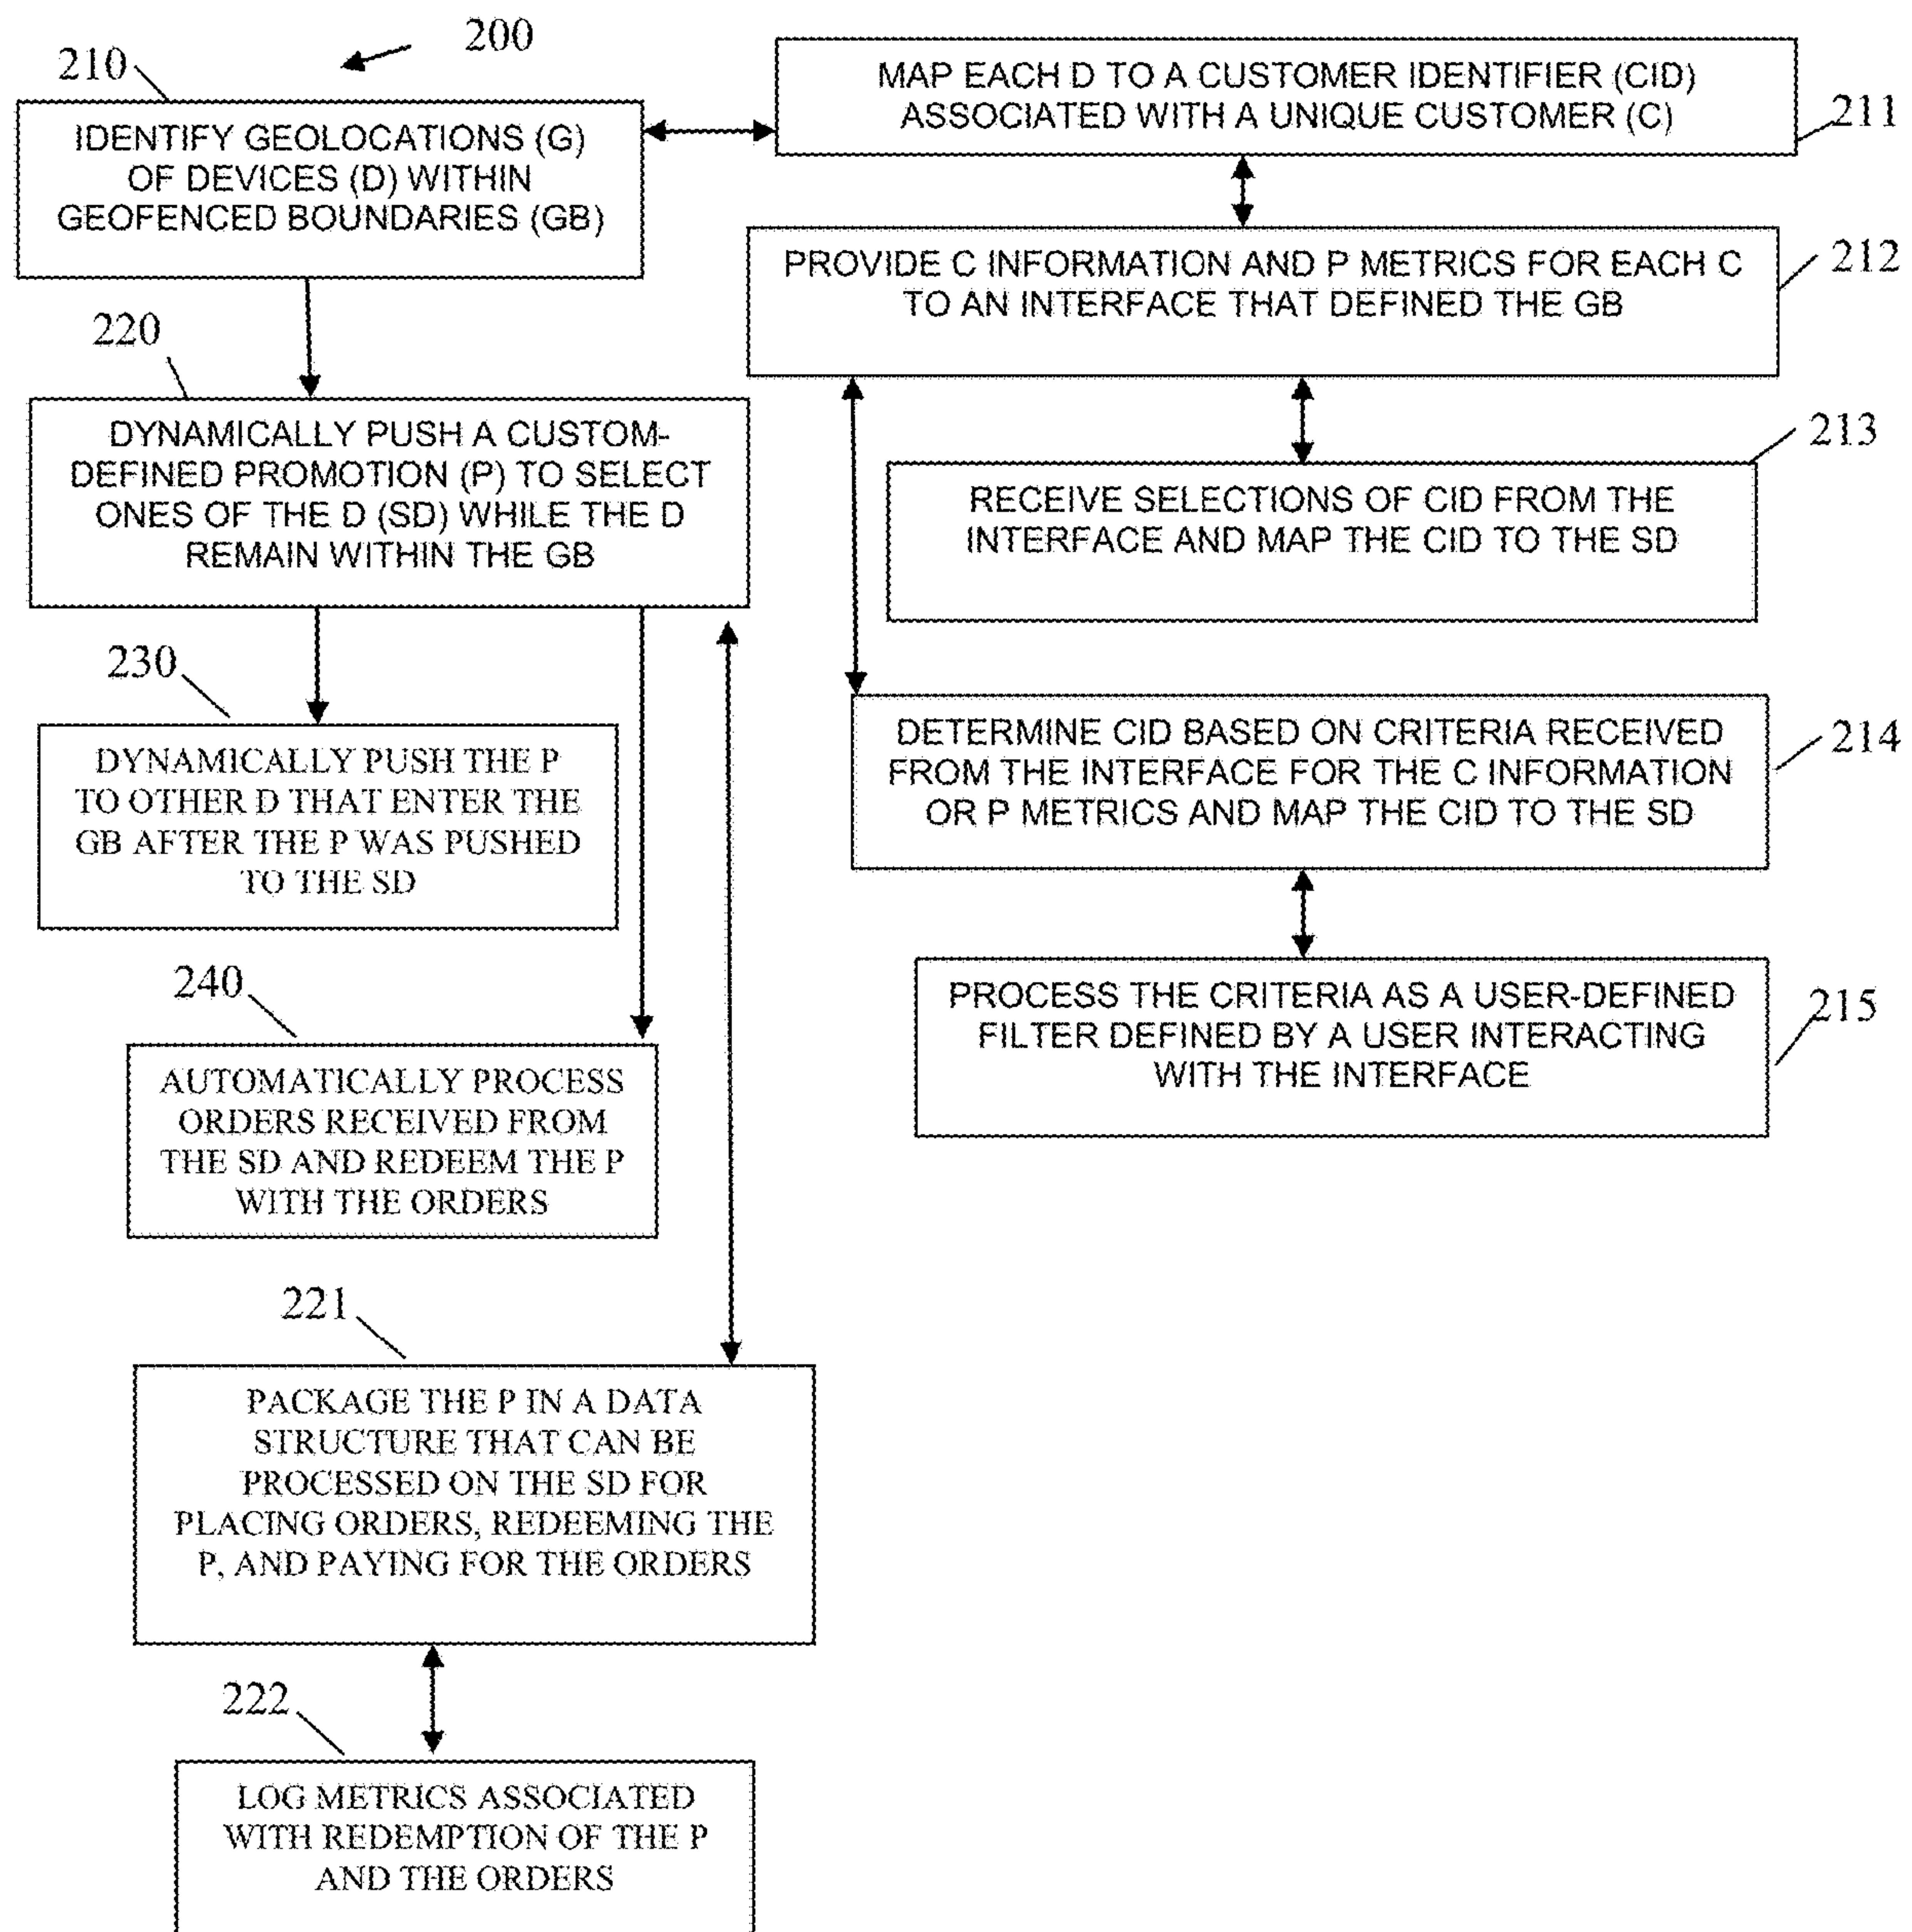 200
210
IDENTIFY GEOLOCATIONS (G)
OF DEVICES (D) WITHIN
GEOFENCED BOUNDARIES (GB)
MAP EACH D TO A CUSTOMER IDENTIFIER (CID)
ASSOCIATED WITH A UNIQUE CUSTOMER (C)
211
PROVIDE C INFORMATION AND P METRICS FOR EACH C
TO AN INTERFACE THAT DEFINED THE GB
212
220
DYNAMICALLY PUSH A CUSTOM-
DEFINED PROMOTION (P) TO SELECT
ONES OF THE D (SD) WHILE THE D
REMAIN WITHIN THE GB
213
RECEIVE SELECTIONS OF CID FROM THE
INTERFACE AND MAP THE CID TO THE SD
230
DYNAMICALLY PUSH THE P
TO OTHER D THAT ENTER THE
GB AFTER THE P WAS PUSHED
TO THE SD
DETERMINE CID BASED ON CRITERIA RECEIVED
FROM THE INTERFACE FOR THE C INFORMATION
OR P METRICS AND MAP THE CID TO THE SD
214
240
AUTOMATICALLY PROCESS
ORDERS RECEIVED FROM
THE SD AND REDEEM THE P
WITH THE ORDERS
PROCESS THE CRITERIA AS A USER-DEFINED
FILTER DEFINED BY A USER INTERACTING
WITH THE INTERFACE
215
221
PACKAGE THE P IN A DATA
STRUCTURE THAT CAN BE
PROCESSED ON THE SD FOR
PLACING ORDERS, REDEEMING THE
P, AND PAYING FOR THE ORDERS
222
LOG METRICS ASSOCIATED
WITH REDEMPTION OF THE P
AND THE ORDERS